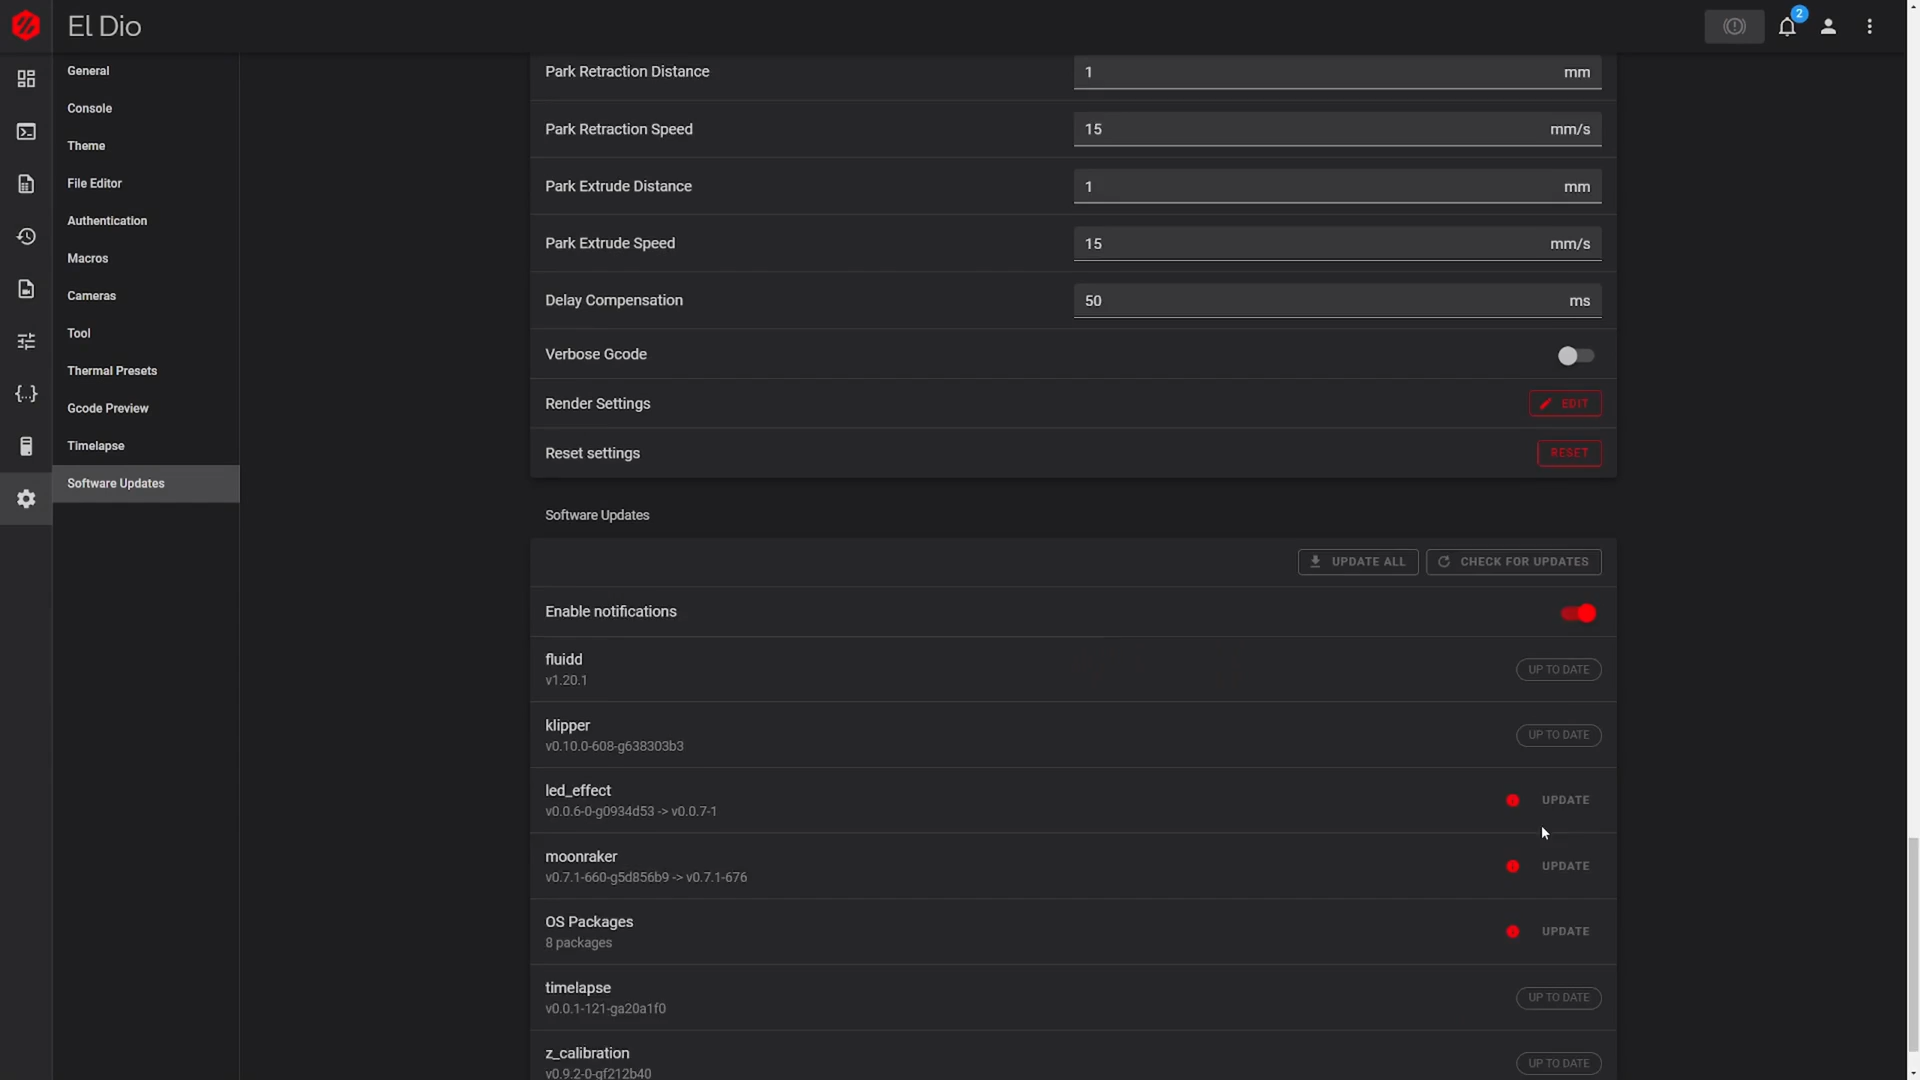 El Dio
2
General
Console
Theme
File Editor
Authentication
Macros
Cameras
Tool
Thermal Presets
Gcode Preview
Timelapse
Software Updates
Park Retraction Distance
1 mm
Park Retraction Speed
15 mm/s
Park Extrude Distance
1 mm
Park Extrude Speed
15 mm/s
Delay Compensation
50 ms
Verbose Gcode
Render Settings
EDIT
Reset settings
RESET
Software Updates
UPDATE ALL
CHECK FOR UPDATES
Enable notifications
fluidd
v1.20.1
UP TO DATE
klipper
v0.10.0-608-g638303b3
UP TO DATE
led_effect
v0.0.6-0-g0934d53 -> v0.0.7-1
UPDATE
moonraker
v0.7.1-660-g5d856b9 -> v0.7.1-676
UPDATE
OS Packages
8 packages
UPDATE
timelapse
v0.0.1-121-ga20a1f0
UP TO DATE
z_calibration
v0.9.2-0-gf212b40
UP TO DATE